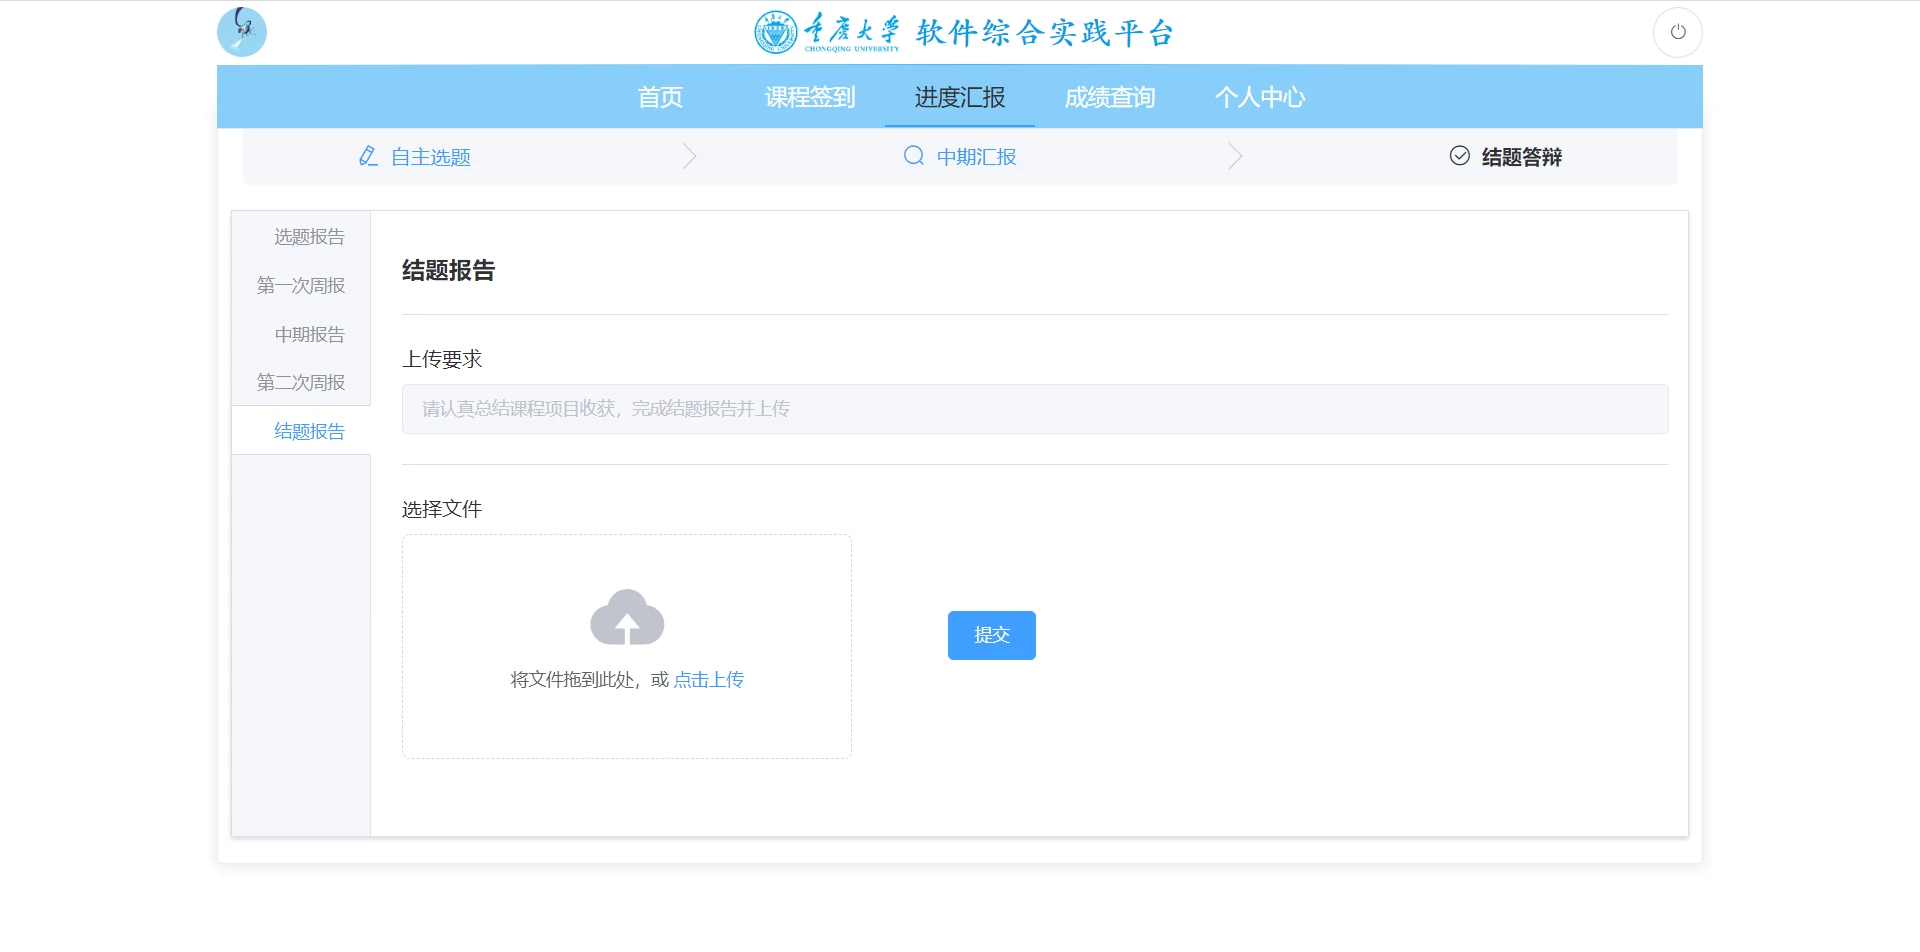 重庆大学 软件综合实践平台
CHONGQING UNIVERSITY
首页 课程签到 进度汇报 成绩查询 个人中心
自主选题 中期汇报 结题答辩
选题报告
第一次周报
中期报告
第二次周报
结题报告
结题报告
上传要求
请认真总结课程项目收获，完成结题报告并上传
选择文件
将文件拖到此处，或 点击上传
提交